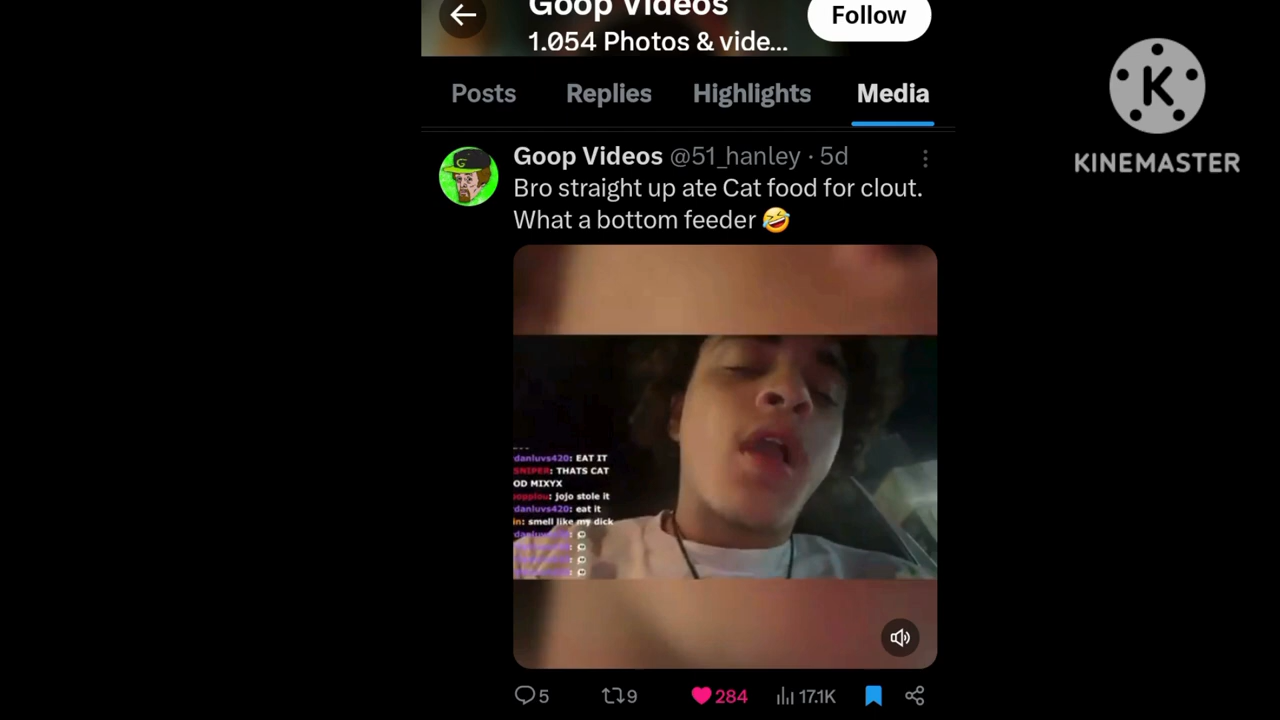 Goop Videos
1.054 Photos & vide...
Follow
Posts
Replies
Highlights
Media
K
KINEMASTER
Goop Videos @51_hanley · 5d
Bro straight up ate Cat food for clout.
What a bottom feeder 🤣
danluvs420: EAT IT
SNIPER: THATS CAT
OD MIXYX
popplou: jojo stole it
danluvs420: eat it
in: smell like my dick
5
9
284
17.1K